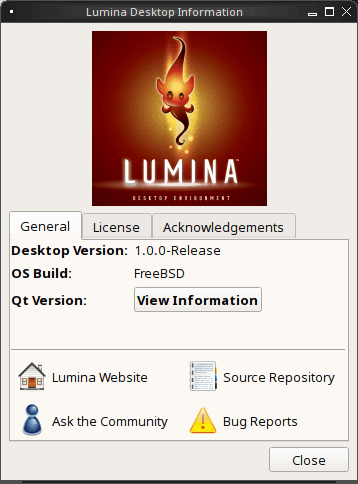 Lumina Desktop Information
LUMINA™
DESKTOP ENVIRONMENT
General License Acknowledgements
Desktop Version: 1.0.0-Release
OS Build: FreeBSD
Qt Version: View Information
Lumina Website Source Repository
Ask the Community Bug Reports
Close